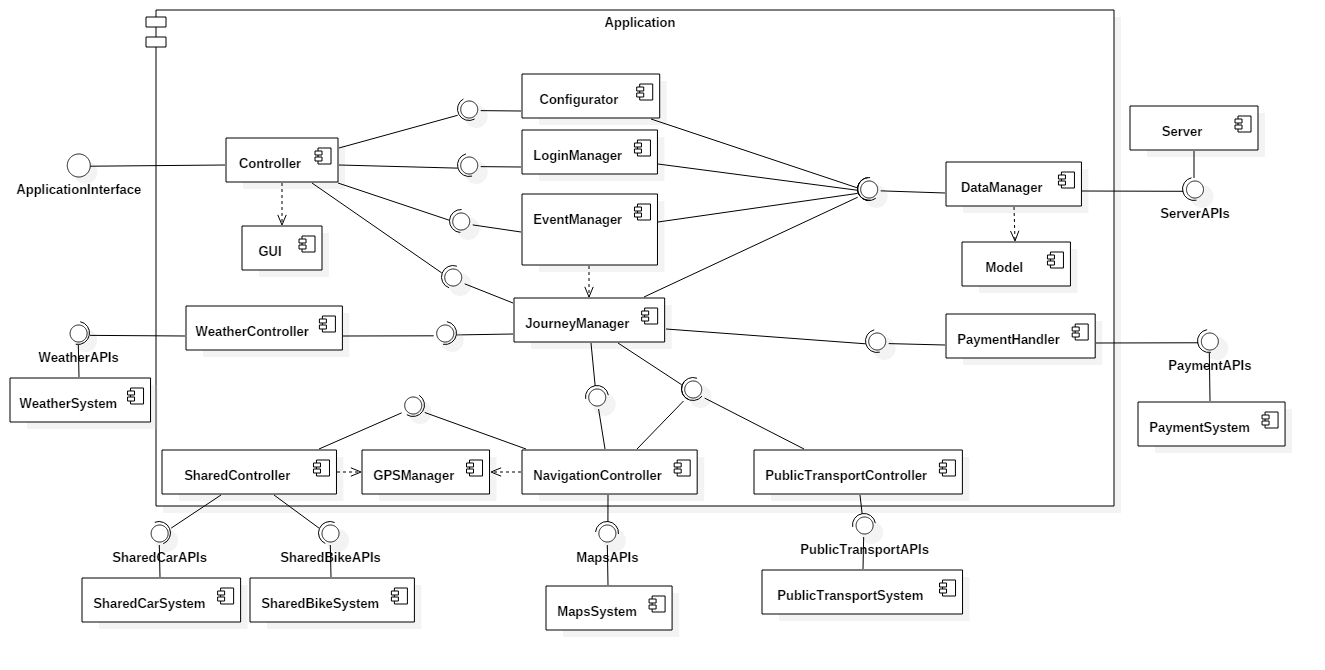 Application
Configurator
Server
LoginManager
Controller
ApplicationInterface
DataManager
ServerAPIs
EventManager
GUI
Model
JourneyManager
WeatherController
PaymentHandler
WeatherAPIs
PaymentAPIs
WeatherSystem
PaymentSystem
SharedController
GPSManager
NavigationController
PublicTransportController
SharedCarAPIs
SharedBikeAPIs
MapsAPIs
PublicTransportAPIs
SharedCarSystem
SharedBikeSystem
MapsSystem
PublicTransportSystem